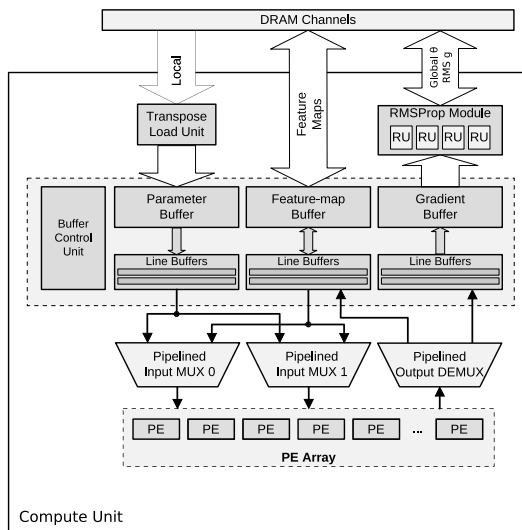 DRAM Channels
Local
Feature
Maps
Global θ
RMS g
Transpose
Load Unit
RMSProp Module
RU RU RU RU
Buffer
Control
Unit
Parameter
Buffer
Feature-map
Buffer
Gradient
Buffer
Line Buffers
Line Buffers
Line Buffers
Pipelined
Input MUX 0
Pipelined
Input MUX 1
Pipelined
Output DEMUX
PE PE PE PE PE ... PE
PE Array
Compute Unit